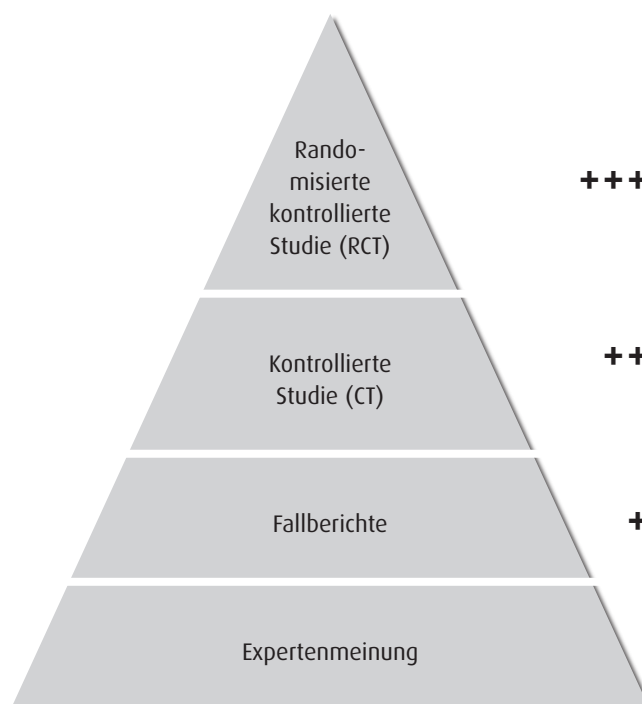 Rando-
misierte
kontrollierte
Studie (RCT)
+++
Kontrollierte
Studie (CT)
++
Fallberichte
+
Expertenmeinung